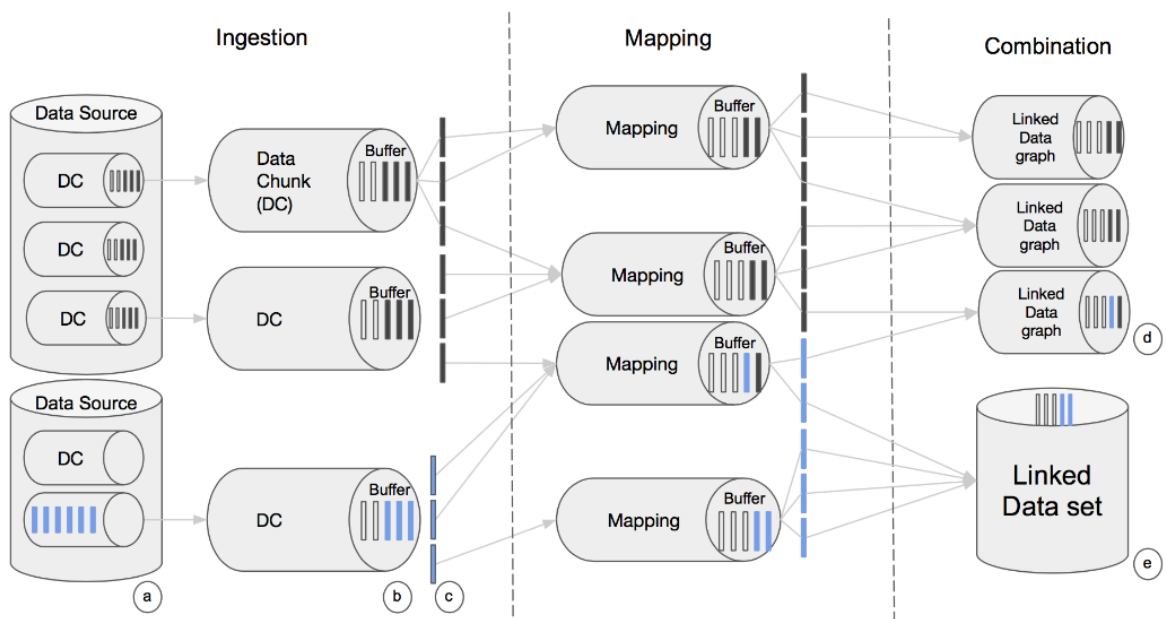 Ingestion
Mapping
Combination
Data Source
DC
DC
DC
Data Source
DC
Data
Chunk
(DC)
Buffer
DC
Buffer
DC
Buffer
Mapping
Buffer
Mapping
Buffer
Mapping
Buffer
Mapping
Buffer
Linked
Data
graph
Linked
Data
graph
Linked
Data
graph
Linked
Data set
a
b
c
d
e